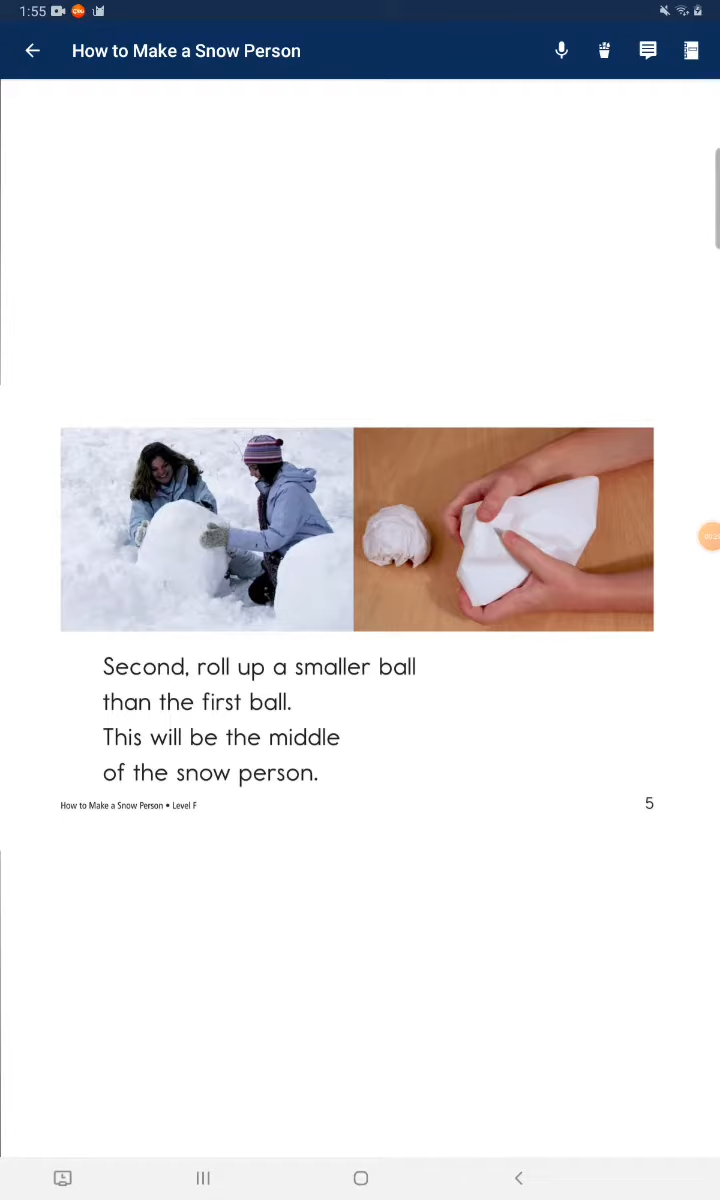 1:55
How to Make a Snow Person
Second, roll up a smaller ball
than the first ball.
This will be the middle
of the snow person.
How to Make a Snow Person • Level F
5